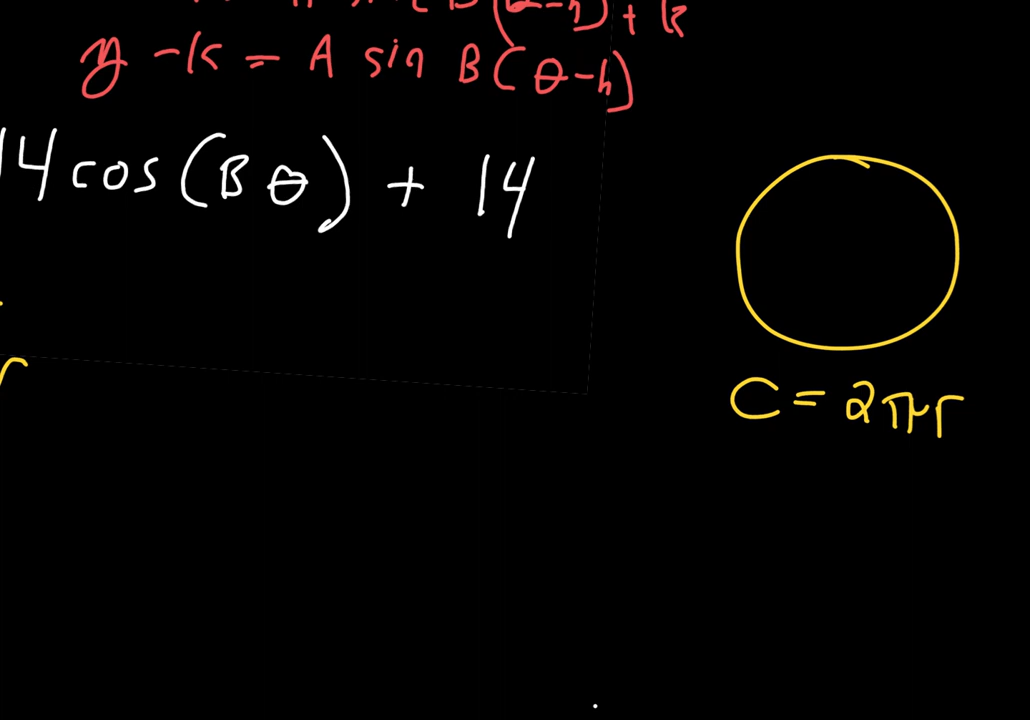 + k
y - k = A sin B(θ-h)
14 cos(Bθ) + 14
r
C = 2πr